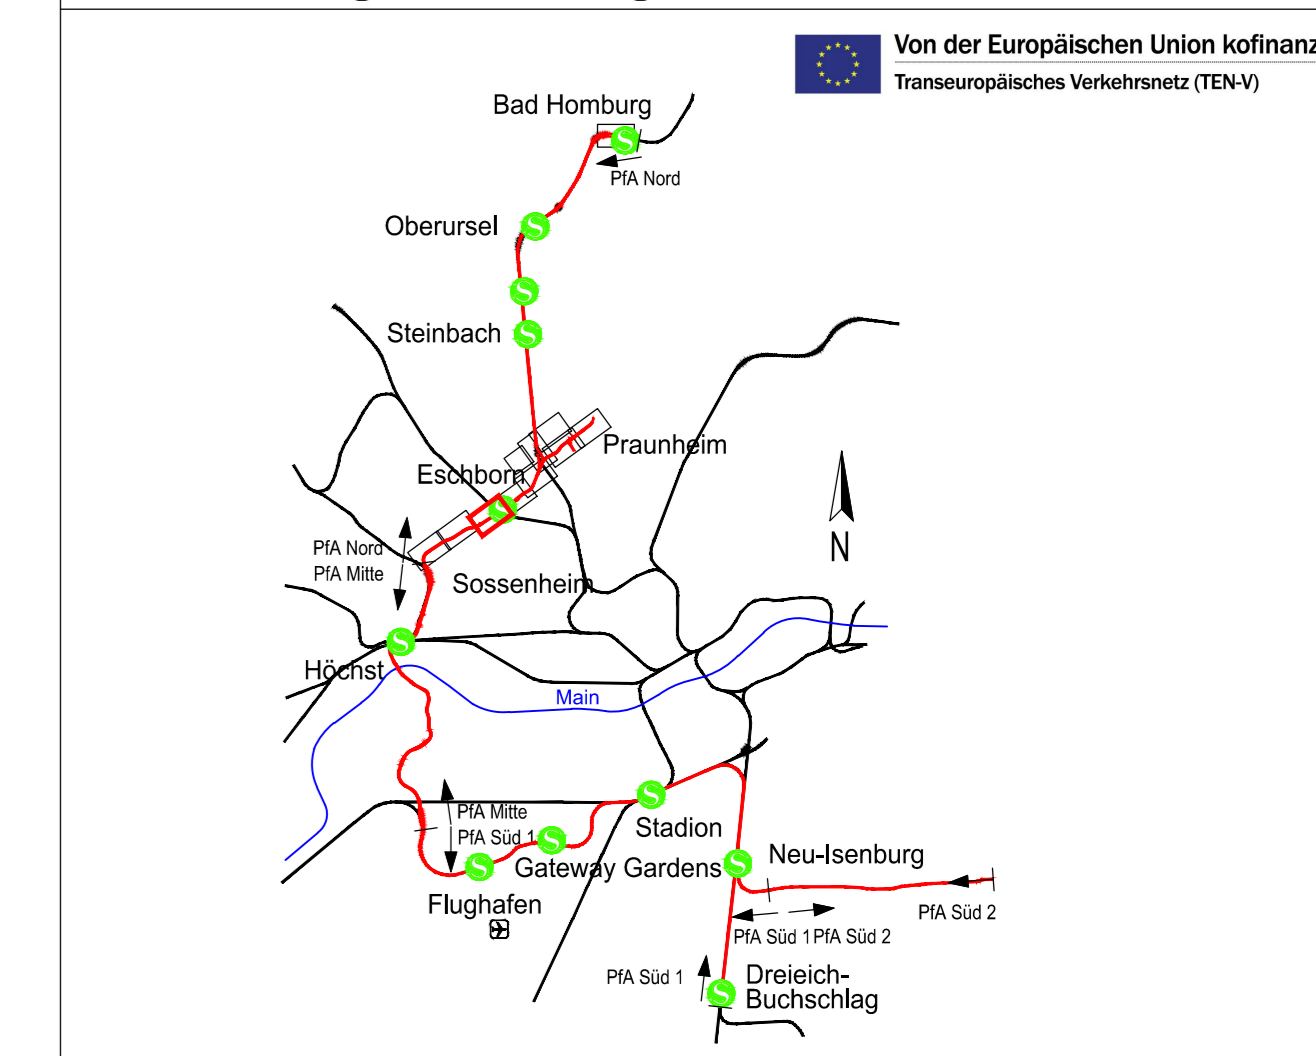 Von der Europäischen Union kofinanz
Transeuropäisches Verkehrsnetz (TEN-V)
Bad Homburg
PfA Nord
Oberursel
Steinbach
Praunheim
Eschborn
N
PfA Nord
PfA Mitte
Sossenheim
Höchst
Main
PfA Mitte
PfA Süd 1
Stadion
Gateway Gardens
Neu-Isenburg
Flughafen
PfA Süd 2
PfA Süd 1 PfA Süd 2
PfA Süd 1
Dreieich-
Buchschlag